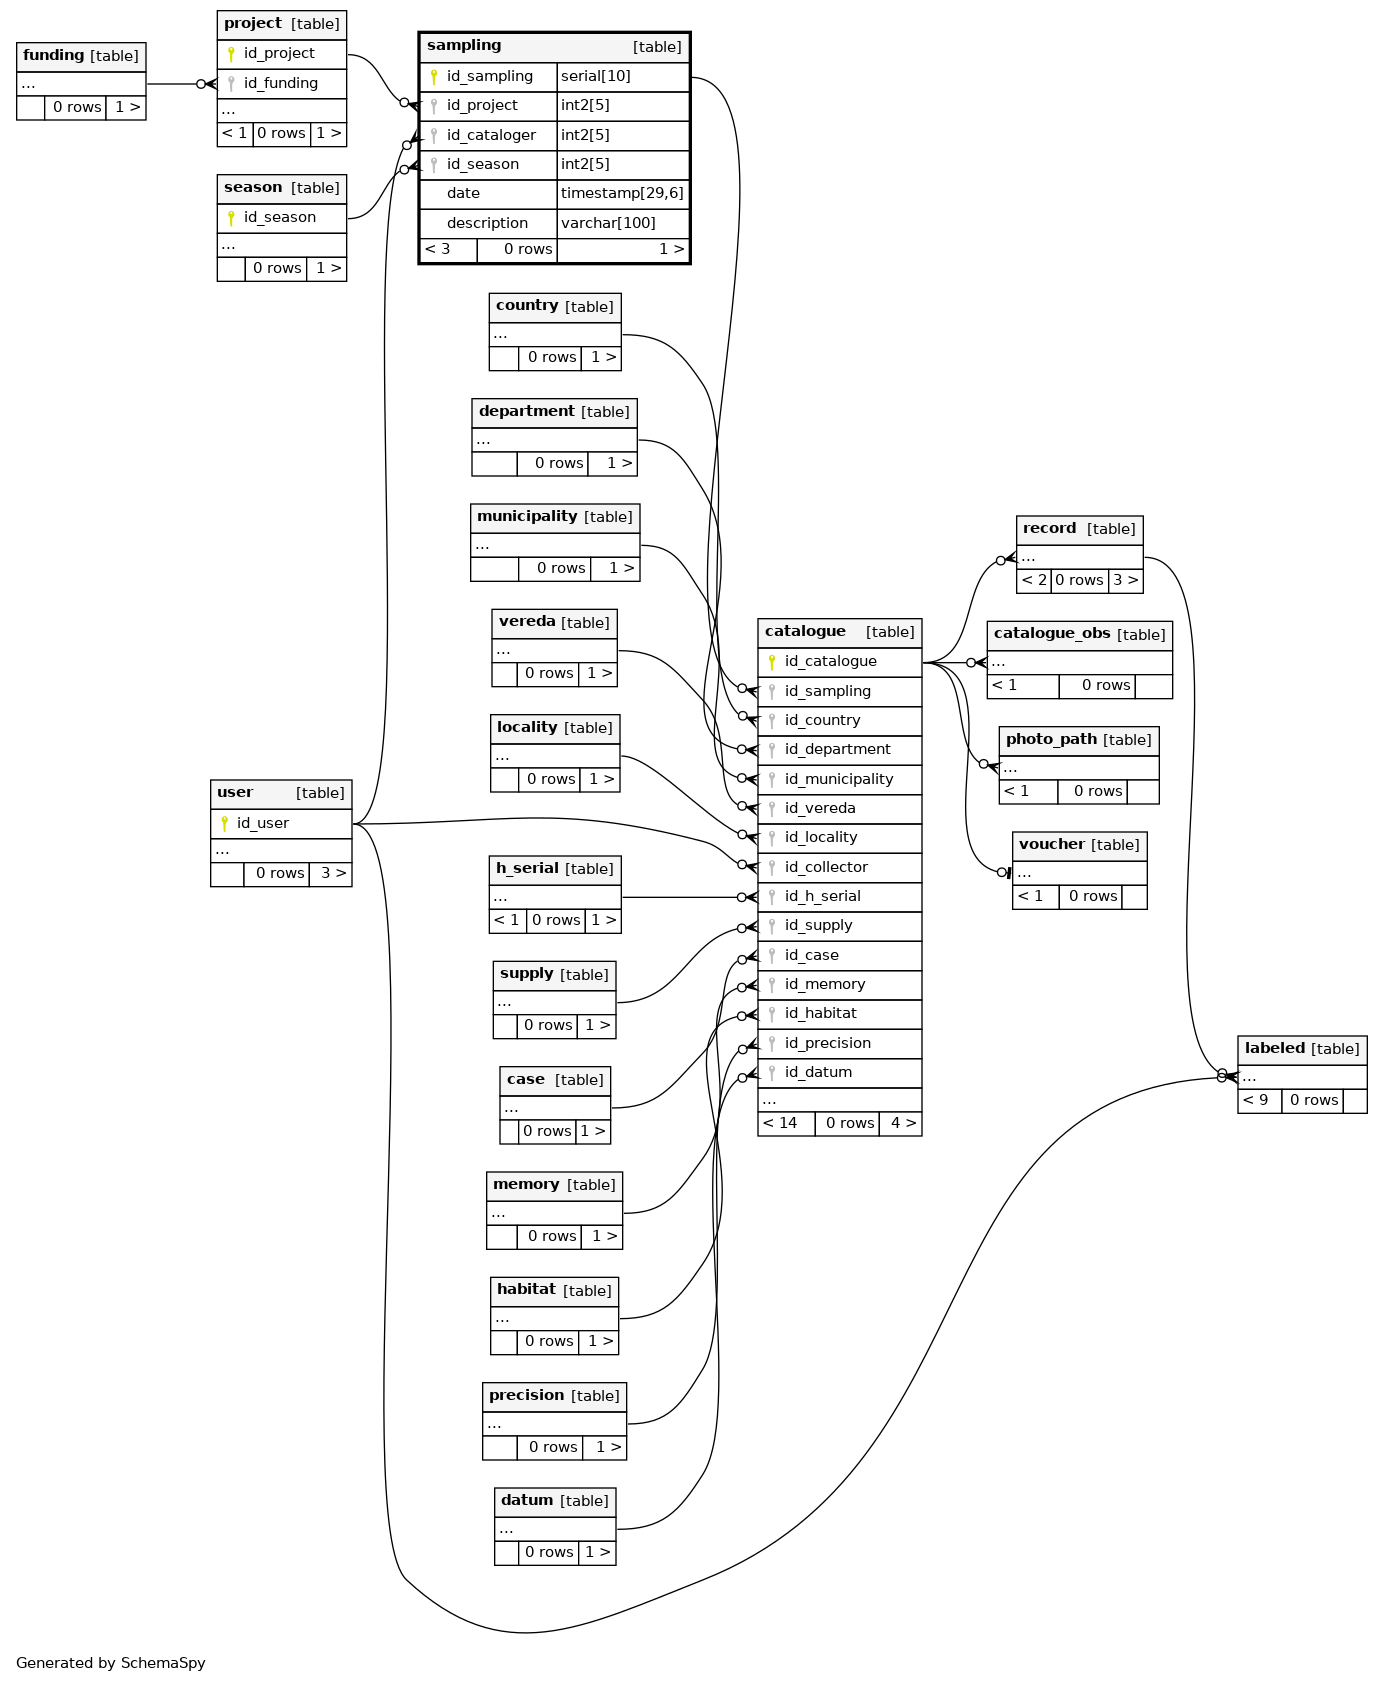 funding [table]
...
0 rows 1 >
project [table]
id_project
id_funding
...
< 1 0 rows 1 >
season [table]
id_season
...
0 rows 1 >
sampling [table]
id_sampling serial[10]
id_project int2[5]
id_cataloger int2[5]
id_season int2[5]
date timestamp[29,6]
description varchar[100]
< 3 0 rows 1 >
country [table]
...
0 rows 1 >
department [table]
...
0 rows 1 >
municipality [table]
...
0 rows 1 >
vereda [table]
...
0 rows 1 >
locality [table]
...
0 rows 1 >
user [table]
id_user
...
0 rows 3 >
h_serial [table]
...
< 1 0 rows 1 >
supply [table]
...
0 rows 1 >
case [table]
...
0 rows 1 >
memory [table]
...
0 rows 1 >
habitat [table]
...
0 rows 1 >
precision [table]
...
0 rows 1 >
datum [table]
...
0 rows 1 >
catalogue [table]
id_catalogue
id_sampling
id_country
id_department
id_municipality
id_vereda
id_locality
id_collector
id_h_serial
id_supply
id_case
id_memory
id_habitat
id_precision
id_datum
...
< 14 0 rows 4 >
record [table]
...
< 2 0 rows 3 >
catalogue_obs [table]
...
< 1 0 rows
photo_path [table]
...
< 1 0 rows
voucher [table]
...
< 1 0 rows
labeled [table]
...
< 9 0 rows
Generated by SchemaSpy